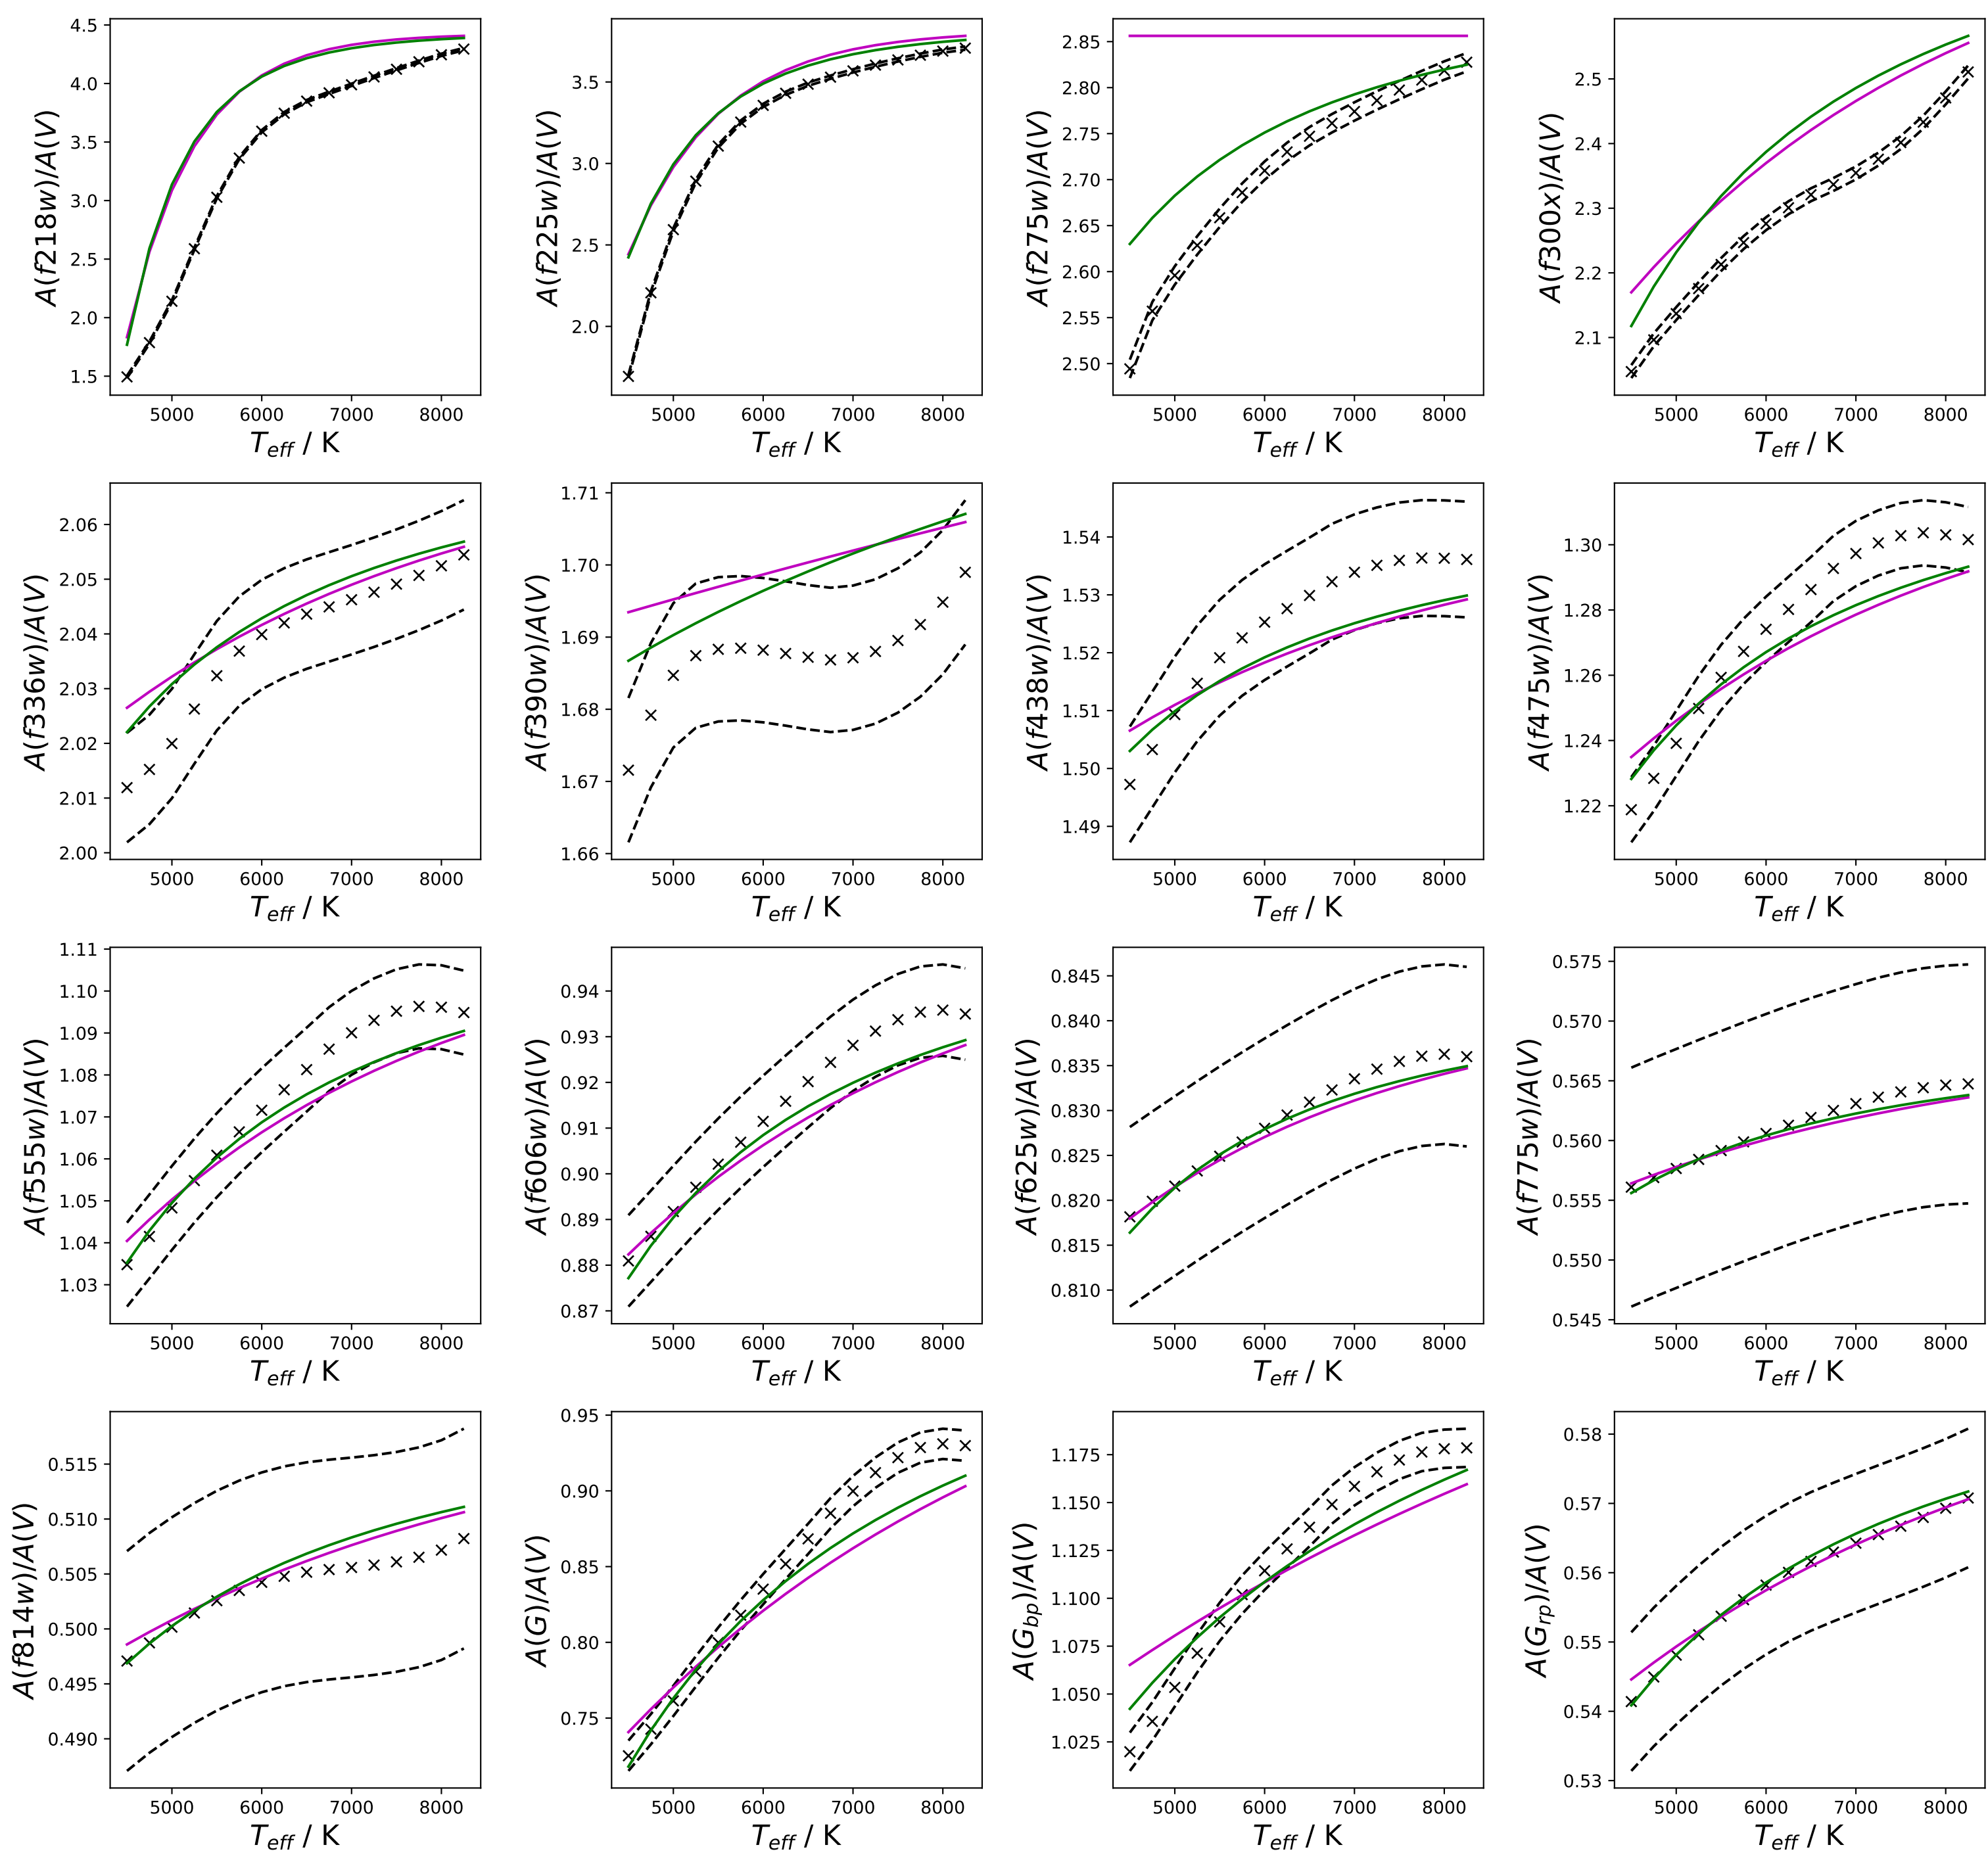 A(f218w)/A(V)
4.5
4.0
3.5
3.0
2.5
2.0
1.5
5000 6000 7000 8000
T_eff / K
A(f225w)/A(V)
3.5
3.0
2.5
2.0
5000 6000 7000 8000
T_eff / K
A(f275w)/A(V)
2.85
2.80
2.75
2.70
2.65
2.60
2.55
2.50
5000 6000 7000 8000
T_eff / K
A(f300x)/A(V)
2.5
2.4
2.3
2.2
2.1
5000 6000 7000 8000
T_eff / K
A(f336w)/A(V)
2.06
2.05
2.04
2.03
2.02
2.01
2.00
5000 6000 7000 8000
T_eff / K
A(f390w)/A(V)
1.71
1.70
1.69
1.68
1.67
1.66
5000 6000 7000 8000
T_eff / K
A(f438w)/A(V)
1.54
1.53
1.52
1.51
1.50
1.49
5000 6000 7000 8000
T_eff / K
A(f475w)/A(V)
1.30
1.28
1.26
1.24
1.22
5000 6000 7000 8000
T_eff / K
A(f555w)/A(V)
1.11
1.10
1.09
1.08
1.07
1.06
1.05
1.04
1.03
5000 6000 7000 8000
T_eff / K
A(f606w)/A(V)
0.94
0.93
0.92
0.91
0.90
0.89
0.88
0.87
5000 6000 7000 8000
T_eff / K
A(f625w)/A(V)
0.845
0.840
0.835
0.830
0.825
0.820
0.815
0.810
5000 6000 7000 8000
T_eff / K
A(f775w)/A(V)
0.575
0.570
0.565
0.560
0.555
0.550
0.545
5000 6000 7000 8000
T_eff / K
A(f814w)/A(V)
0.515
0.510
0.505
0.500
0.495
0.490
5000 6000 7000 8000
T_eff / K
A(G)/A(V)
0.95
0.90
0.85
0.80
0.75
5000 6000 7000 8000
T_eff / K
A(G_bp)/A(V)
1.175
1.150
1.125
1.100
1.075
1.050
1.025
5000 6000 7000 8000
T_eff / K
A(G_rp)/A(V)
0.58
0.57
0.56
0.55
0.54
0.53
5000 6000 7000 8000
T_eff / K